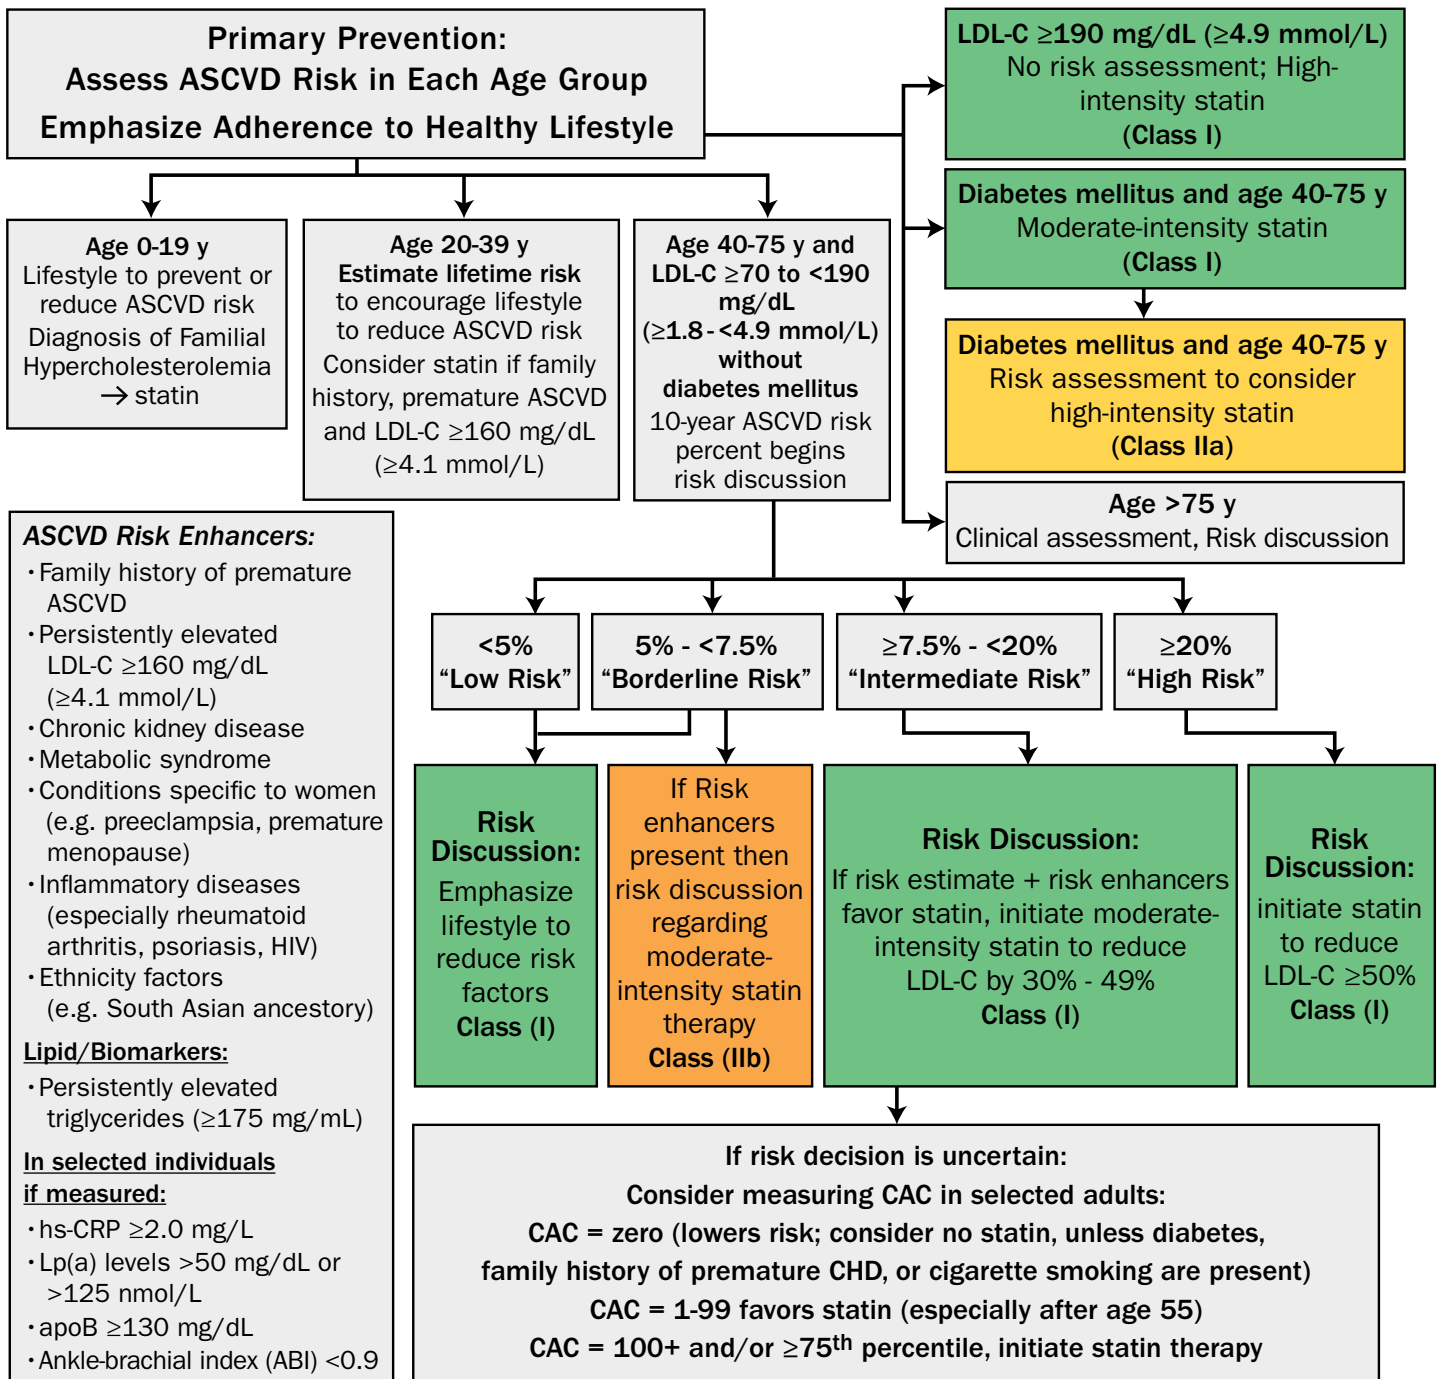 Primary Prevention:
Assess ASCVD Risk in Each Age Group
Emphasize Adherence to Healthy Lifestyle
LDL-C ≥190 mg/dL (≥4.9 mmol/L)
No risk assessment; High-
intensity statin
(Class I)
Diabetes mellitus and age 40-75 y
Moderate-intensity statin
(Class I)
Diabetes mellitus and age 40-75 y
Risk assessment to consider
high-intensity statin
(Class IIa)
Age >75 y
Clinical assessment, Risk discussion
Age 0-19 y
Lifestyle to prevent or
reduce ASCVD risk
Diagnosis of Familial
Hypercholesterolemia
→ statin
Age 20-39 y
Estimate lifetime risk
to encourage lifestyle
to reduce ASCVD risk
Consider statin if family
history, premature ASCVD
and LDL-C ≥160 mg/dL
(≥4.1 mmol/L)
Age 40-75 y and
LDL-C ≥70 to <190
mg/dL
(≥1.8-<4.9 mmol/L)
without
diabetes mellitus
10-year ASCVD risk
percent begins
risk discussion
ASCVD Risk Enhancers:
· Family history of premature
ASCVD
· Persistently elevated
LDL-C ≥160 mg/dL
(≥4.1 mmol/L)
· Chronic kidney disease
· Metabolic syndrome
· Conditions specific to women
(e.g. preeclampsia, premature
menopause)
· Inflammatory diseases
(especially rheumatoid
arthritis, psoriasis, HIV)
· Ethnicity factors
(e.g. South Asian ancestory)
Lipid/Biomarkers:
· Persistently elevated
triglycerides (≥175 mg/mL)
In selected individuals
if measured:
· hs-CRP ≥2.0 mg/L
· Lp(a) levels >50 mg/dL or
>125 nmol/L
· apoB ≥130 mg/dL
· Ankle-brachial index (ABI) <0.9
<5%
“Low Risk”
5% - <7.5%
“Borderline Risk”
≥7.5% - <20%
“Intermediate Risk”
≥20%
“High Risk”
Risk
Discussion:
Emphasize
lifestyle to
reduce risk
factors
Class (I)
If Risk
enhancers
present then
risk discussion
regarding
moderate-
intensity statin
therapy
Class (IIb)
Risk Discussion:
If risk estimate + risk enhancers
favor statin, initiate moderate-
intensity statin to reduce
LDL-C by 30% - 49%
Class (I)
Risk
Discussion:
initiate statin
to reduce
LDL-C ≥50%
Class (I)
If risk decision is uncertain:
Consider measuring CAC in selected adults:
CAC = zero (lowers risk; consider no statin, unless diabetes,
family history of premature CHD, or cigarette smoking are present)
CAC = 1-99 favors statin (especially after age 55)
CAC = 100+ and/or ≥75th percentile, initiate statin therapy